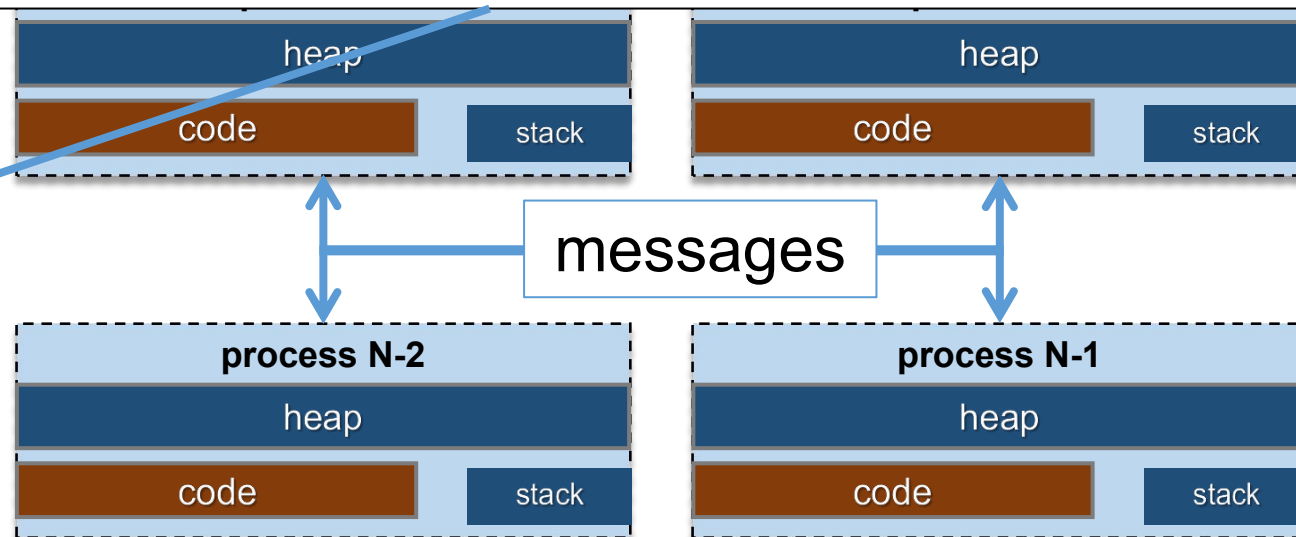 heap
heap
code
stack
code
stack
messages
process N-2
process N-1
heap
heap
code
stack
code
stack